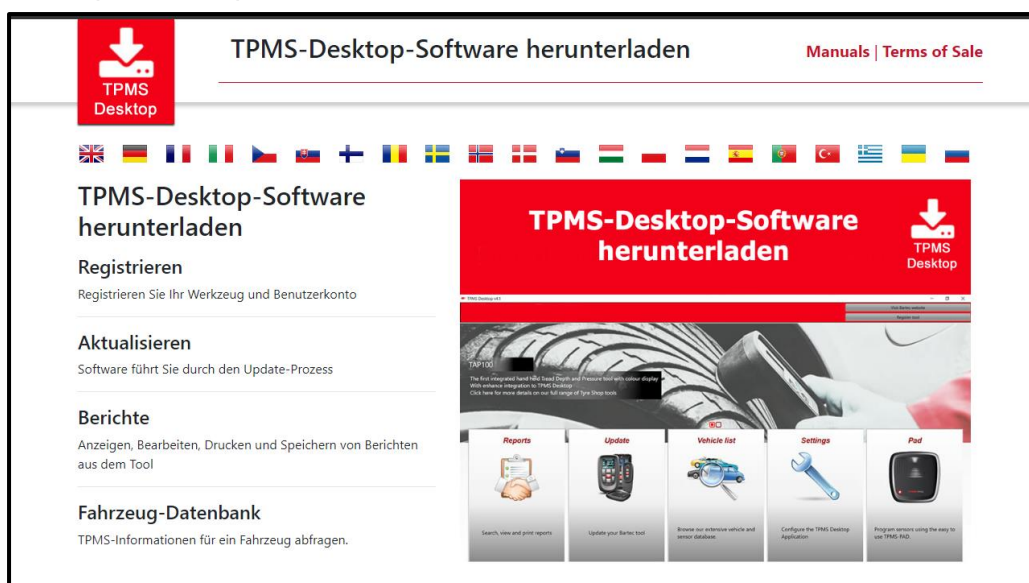 TPMS
Desktop
TPMS-Desktop-Software herunterladen
Manuals | Terms of Sale
TPMS-Desktop-Software
herunterladen
Registrieren
Registrieren Sie Ihr Werkzeug und Benutzerkonto
Aktualisieren
Software führt Sie durch den Update-Prozess
Berichte
Anzeigen, Bearbeiten, Drucken und Speichern von Berichten
aus dem Tool
Fahrzeug-Datenbank
TPMS-Informationen für ein Fahrzeug abfragen.
TPMS-Desktop-Software
herunterladen
TPMS
Desktop
Register tool
TAP100
The first integrated hand held Tread Depth and Pressure tool with colour display
With enhance integration to TPMS Desktop
Click here for more details on our full range of Tyre Shop tools
Reports
Search, view and print reports
Update
Update your Bartec tool
Vehicle list
Browse our extensive vehicle and
sensor database
Settings
Configure the TPMS Desktop
Application
Pad
Program sensors using the easy to
use TPMS-PAD.